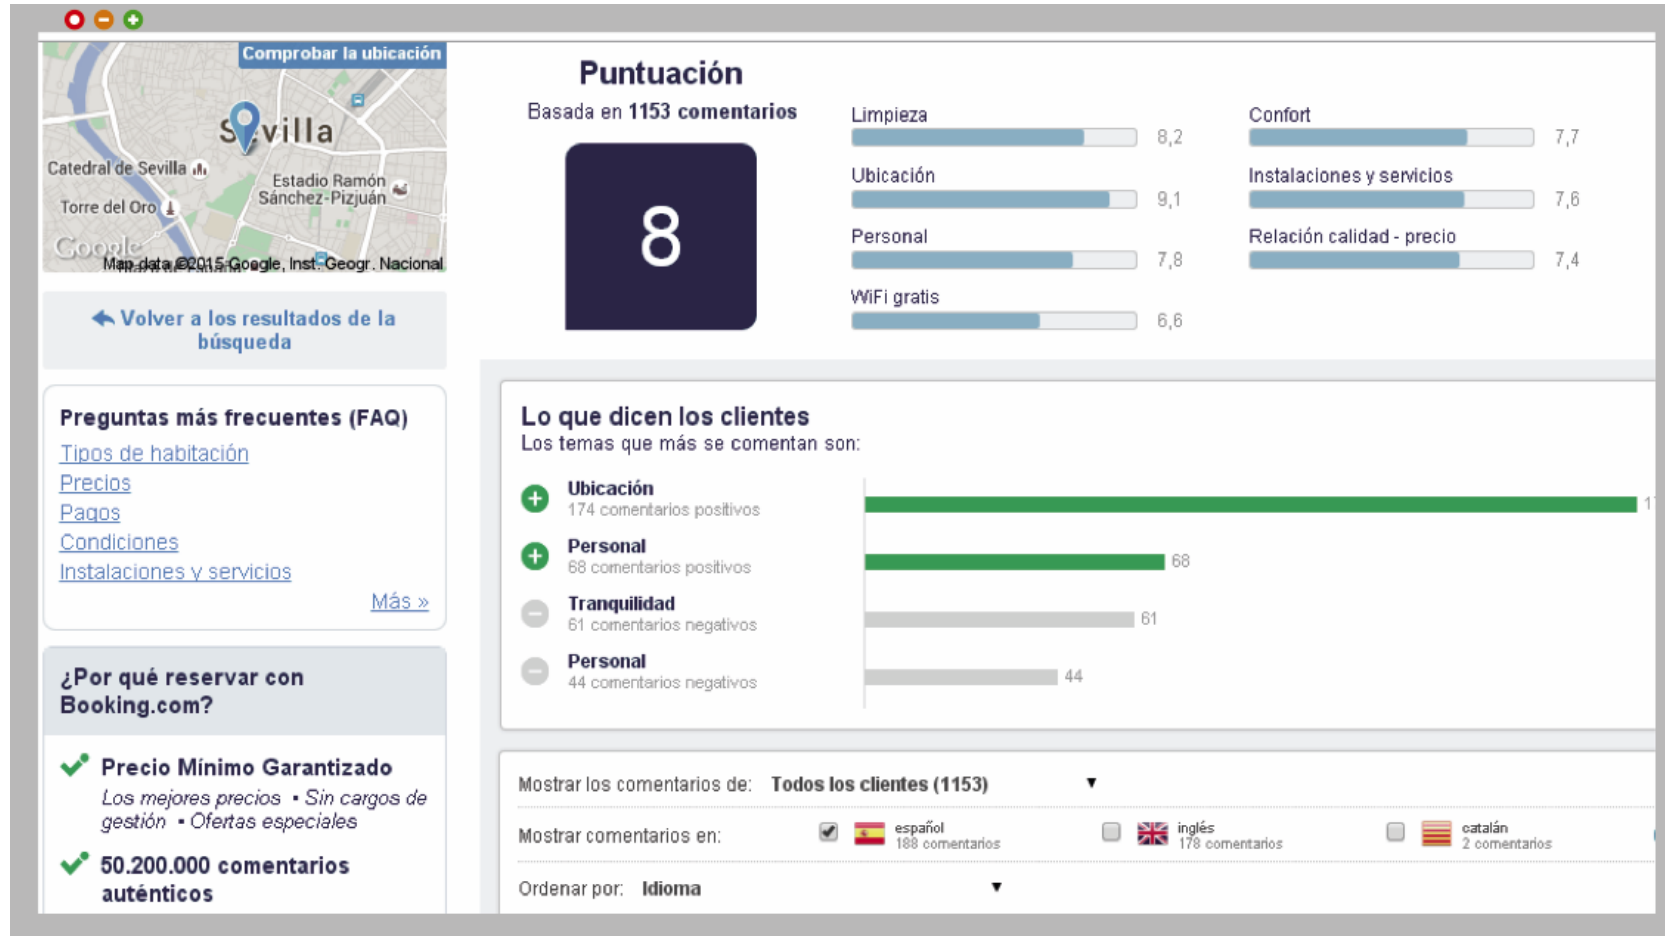 Comprobar la ubicación
Sevilla
Catedral de Sevilla
Estadio Ramón
Sánchez-Pizjuán
Torre del Oro
Google
Map data ©2015 Google, Inst. Geogr. Nacional
Volver a los resultados de la
búsqueda
Preguntas más frecuentes (FAQ)
Tipos de habitación
Precios
Pagos
Condiciones
Instalaciones y servicios
Más »
¿Por qué reservar con
Booking.com?
Precio Mínimo Garantizado
Los mejores precios • Sin cargos de
gestión • Ofertas especiales
50.200.000 comentarios
auténticos
Puntuación
Basada en 1153 comentarios
8
Limpieza
8,2
Ubicación
9,1
Personal
7,8
WiFi gratis
6,6
Confort
7,7
Instalaciones y servicios
7,6
Relación calidad - precio
7,4
Lo que dicen los clientes
Los temas que más se comentan son:
Ubicación
174 comentarios positivos
Personal
68 comentarios positivos
68
Tranquilidad
61 comentarios negativos
61
Personal
44 comentarios negativos
44
Mostrar los comentarios de: Todos los clientes (1153)
Mostrar comentarios en:
español
188 comentarios
inglés
178 comentarios
catalán
2 comentarios
Ordenar por: Idioma